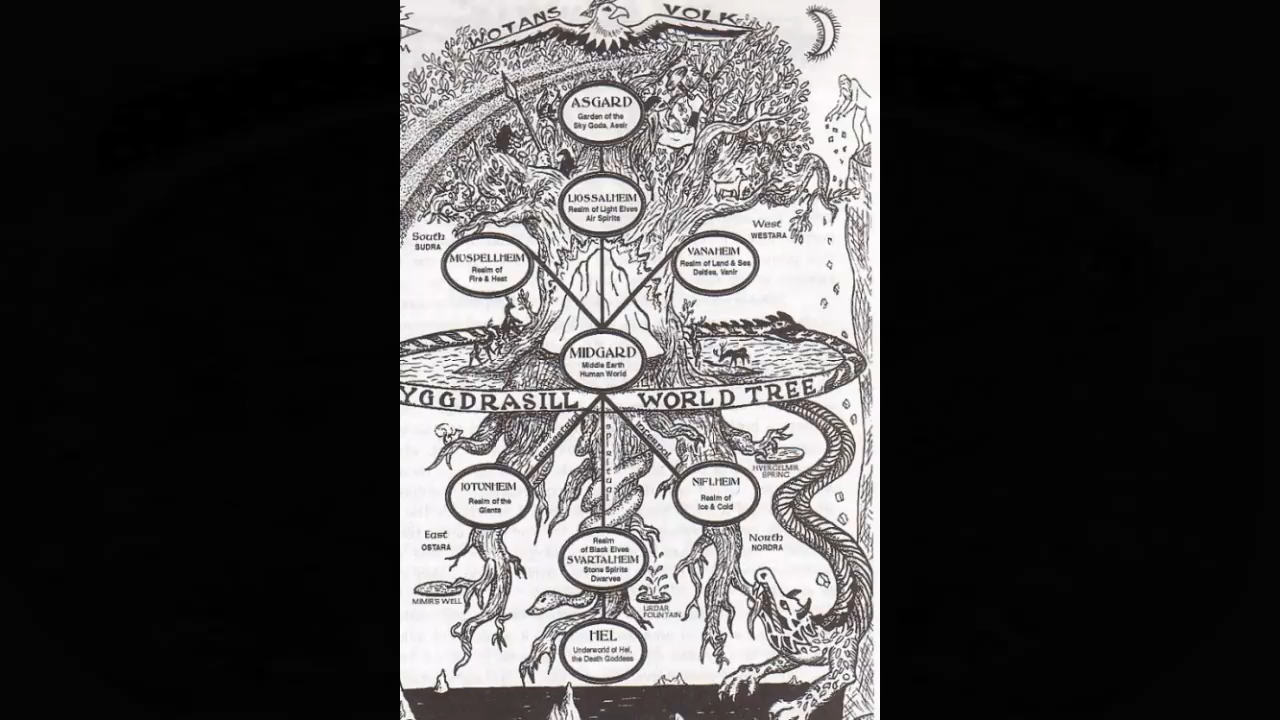 WOTANS VOLK
ASGARD
Garden of the
Sky Gods, Aesir
LJOSSALHEIM
Realm of Light Elves
Air Spirits
South
SUDRA
West
WESTARA
MUSPELLHEIM
Realm of
Fire & Heat
VANAHEIM
Realm of Land & Sea
Deities, Vanir
MIDGARD
Middle Earth
Human World
YGGDRASILL WORLD TREE
spiritual
HVERGELMIR
SPRING
IOTUNHEIM
Realm of the
Giants
NIFLHEIM
Realm of
Ice & Cold
East
OSTARA
North
NORDRA
Realm
of Black Elves
SVARTALHEIM
Stone Spirits
Dwarves
MIMIR'S WELL
URDAR
FOUNTAIN
HEL
Underworld of Hel,
the Death Goddess